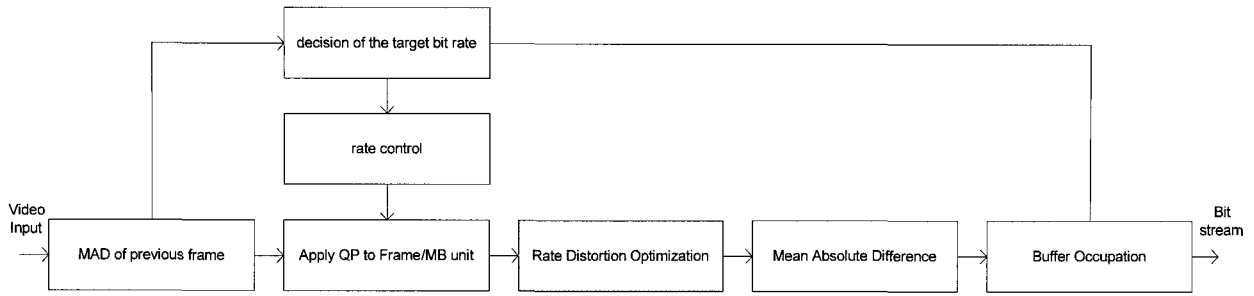 decision of the target bit rate
rate control
Video
Input
MAD of previous frame
Apply QP to Frame/MB unit
Rate Distortion Optimization
Mean Absolute Difference
Buffer Occupation
Bit
stream